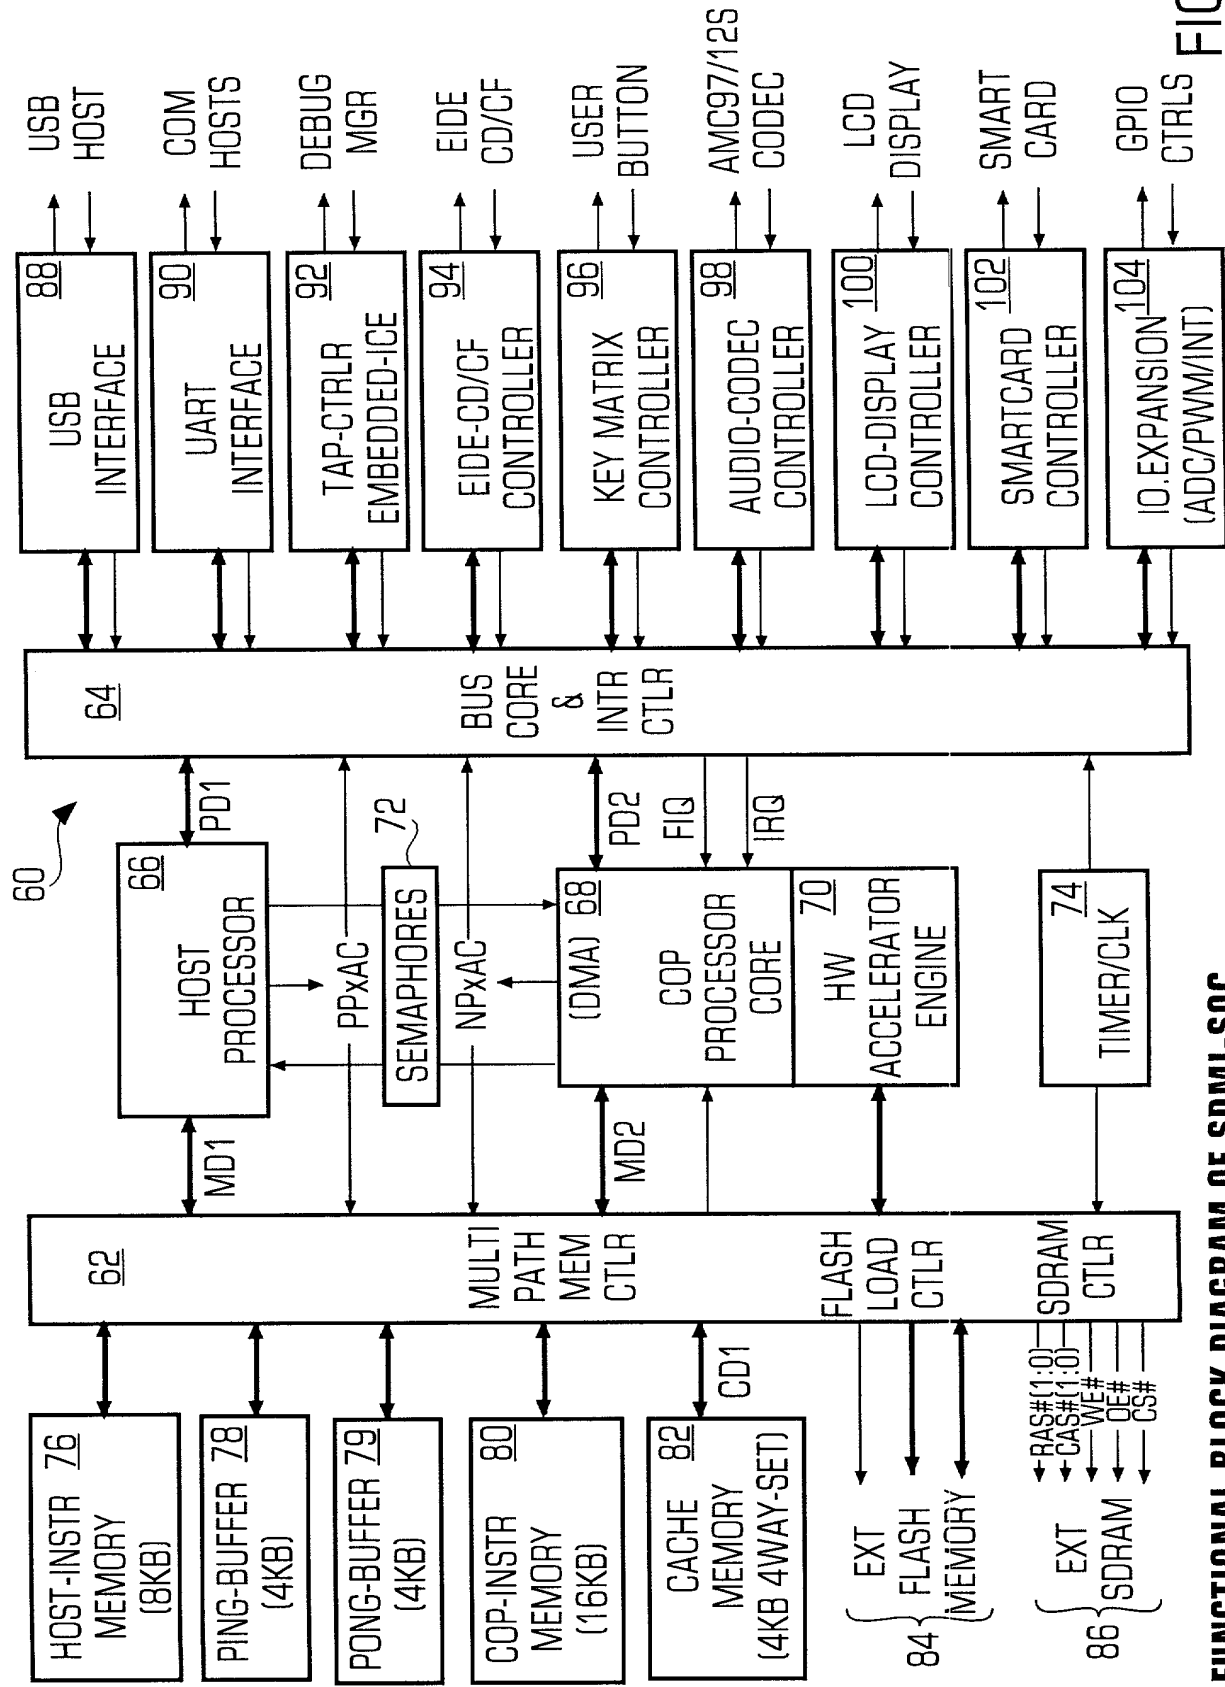 60
HOST-INSTR 76
MEMORY
(8KB)
PING-BUFFER 78
(4KB)
PONG-BUFFER 79
(4KB)
COP-INSTR 80
MEMORY
(16KB)
CACHE 82
MEMORY
(4KB 4WAY-SET)
CD1
84
EXT
FLASH
MEMORY
86
EXT
SDRAM
RAS#(1:0)
CAS#(1:0)
WE#
OE#
CS#
62
MULTI
PATH
MEM
CTLR
FLASH
LOAD
CTLR
SDRAM
CTLR
MD1
MD2
HOST 66
PROCESSOR
PPxAC
SEMAPHORES
72
NPxAC
(DMA) 68
COP
PROCESSOR
CORE
HW 70
ACCELERATOR
ENGINE
74
TIMER/CLK
PD1
PD2
FIQ
IRQ
64
BUS
CORE
&
INTR
CTLR
88
USB
INTERFACE
USB
HOST
90
UART
INTERFACE
COM
HOSTS
92
TAP-CTRLR
EMBEDDED-ICE
DEBUG
MGR
94
EIDE-CD/CF
CONTROLLER
EIDE
CD/CF
96
KEY MATRIX
CONTROLLER
USER
BUTTON
98
AUDIO-CODEC
CONTROLLER
AMC97/12S
CODEC
100
LCD-DISPLAY
CONTROLLER
LCD
DISPLAY
102
SMARTCARD
CONTROLLER
SMART
CARD
104
IO.EXPANSION
(ADC/PWM/INT)
GPIO
CTRLS
FUNCTIONAL BLOCK DIAGRAM OF SDMI-SOC